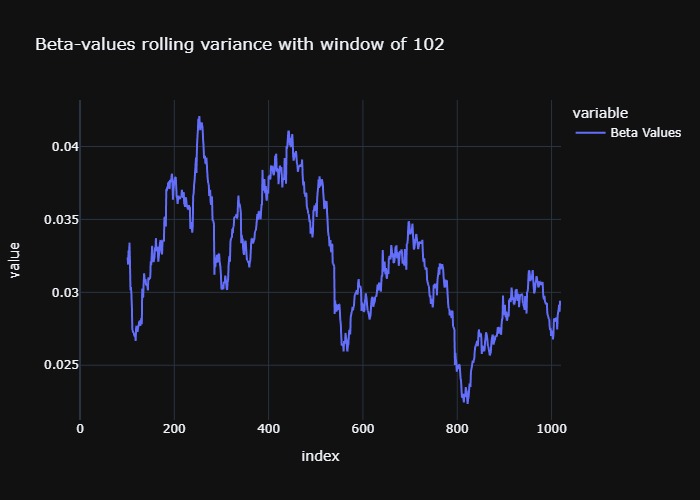 Beta-values rolling variance with window of 102
variable
Beta Values
0.04
0.035
0.03
0.025
value
0
200
400
600
800
1000
index